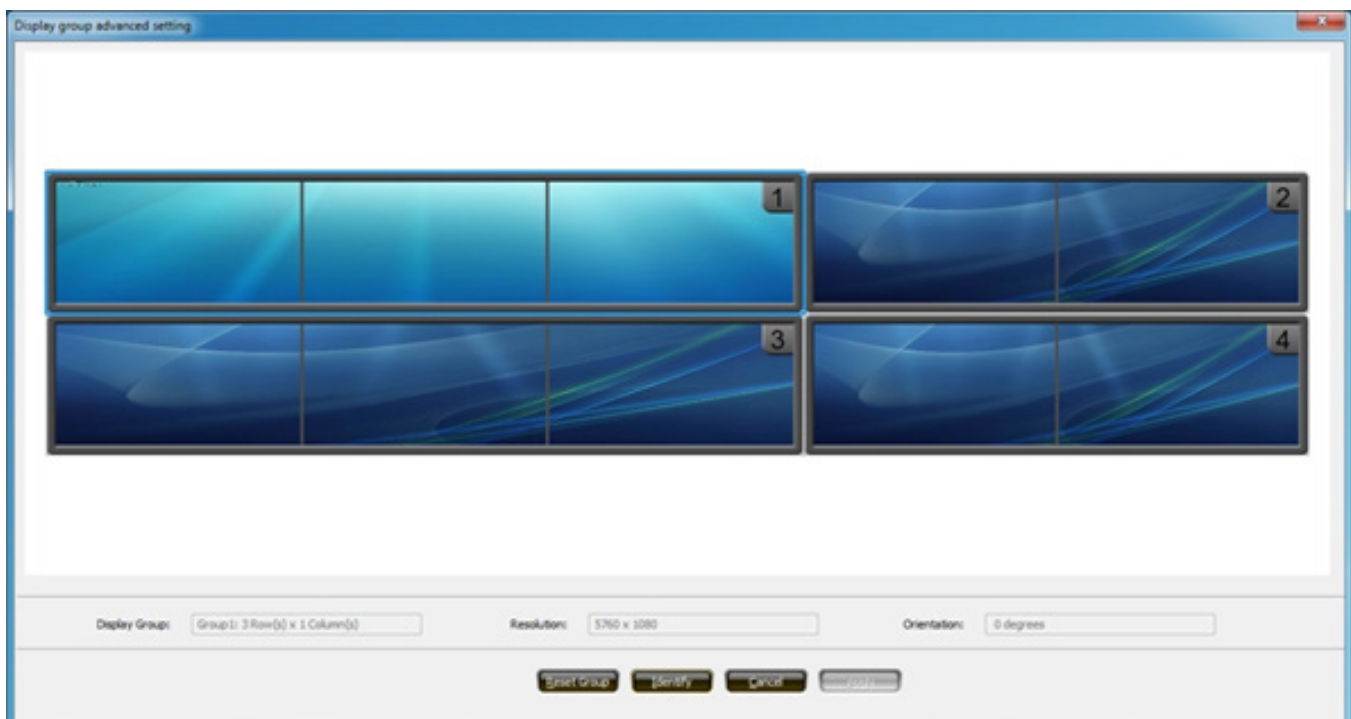 Display group advanced setting
1
2
3
4
Display Group: Group1: 3 Row(s) x 1 Column(s) Resolution: 5760 x 1080 Orientation: 0 degrees
Reset Group Identify Cancel Apply